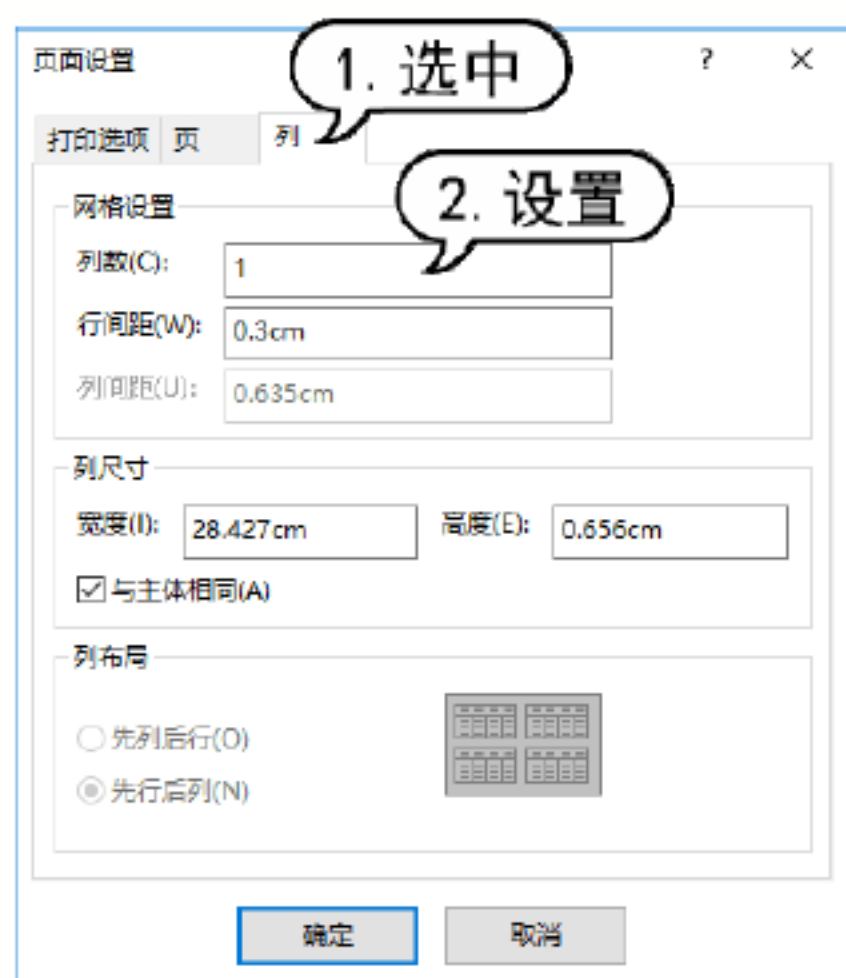 页面设置
1. 选中
?
×
打印选项 页 列
2. 设置
网格设置
列数(C): 1
行间距(W): 0.3cm
列间距(U): 0.635cm
列尺寸
宽度(I): 28.427cm 高度(E): 0.656cm
与主体相同(A)
列布局
先列后行(O)
先行后列(N)
确定 取消